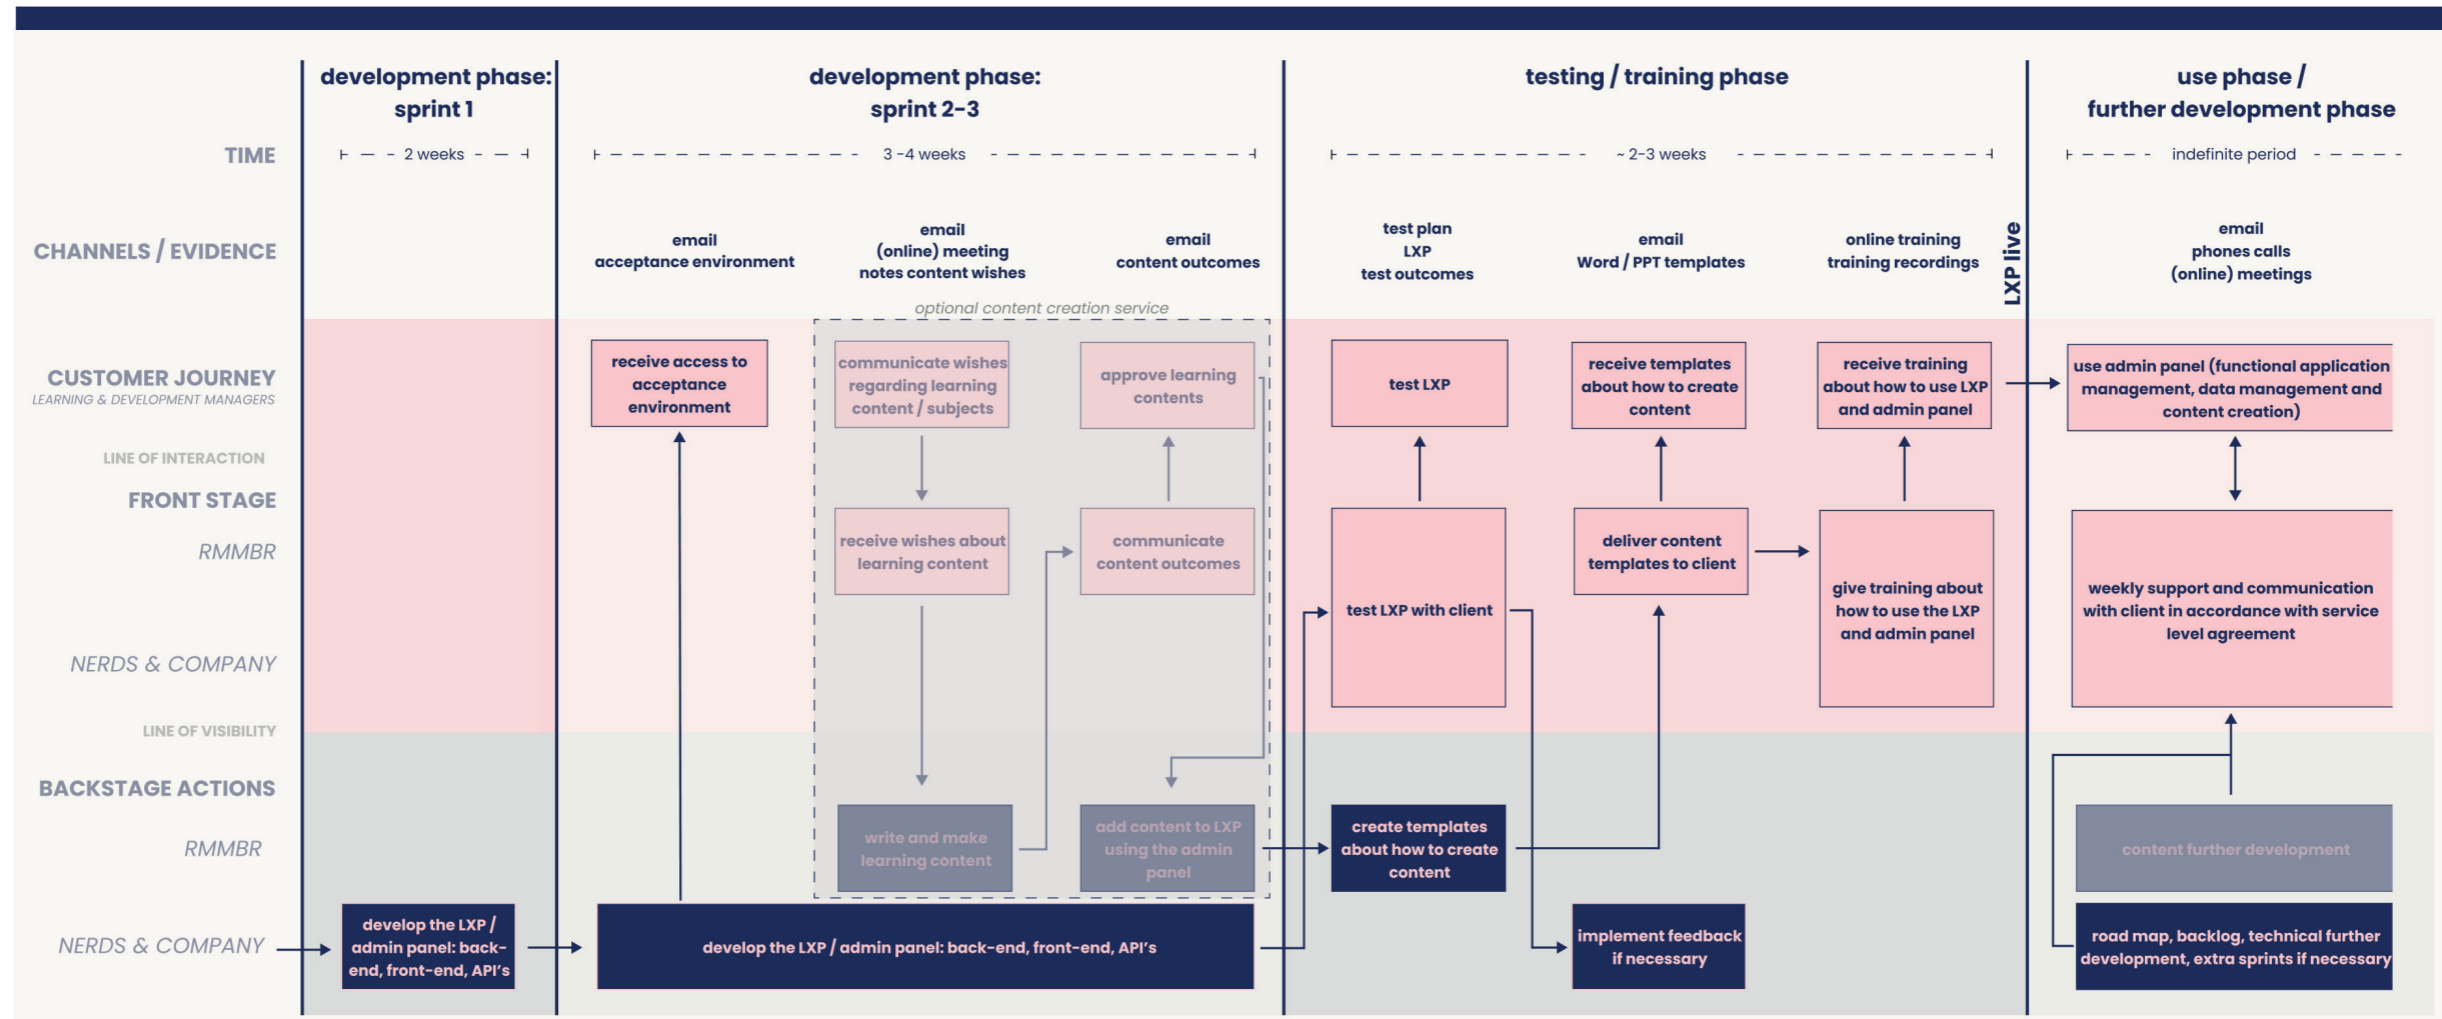 development phase:
sprint 1
development phase:
sprint 2-3
testing / training phase
use phase /
further development phase
TIME
2 weeks
3 -4 weeks
~ 2-3 weeks
indefinite period
CHANNELS / EVIDENCE
email
acceptance environment
email
(online) meeting
notes content wishes
email
content outcomes
test plan
LXP
test outcomes
email
Word / PPT templates
online training
training recordings
LXP live
email
phones calls
(online) meetings
optional content creation service
CUSTOMER JOURNEY
LEARNING & DEVELOPMENT MANAGERS
receive access to
acceptance
environment
communicate wishes
regarding learning
content / subjects
approve learning
contents
test LXP
receive templates
about how to create
content
receive training
about how to use LXP
and admin panel
use admin panel (functional application
management, data management and
content creation)
LINE OF INTERACTION
FRONT STAGE
RMMBR
receive wishes about
learning content
communicate
content outcomes
test LXP with client
deliver content
templates to client
give training about
how to use the LXP
and admin panel
weekly support and communication
with client in accordance with service
level agreement
NERDS & COMPANY
LINE OF VISIBILITY
BACKSTAGE ACTIONS
RMMBR
write and make
learning content
add content to LXP
using the admin
panel
create templates
about how to create
content
content further development
NERDS & COMPANY
develop the LXP /
admin panel: back-
end, front-end, API's
develop the LXP / admin panel: back-end, front-end, API's
implement feedback
if necessary
road map, backlog, technical further
development, extra sprints if necessary